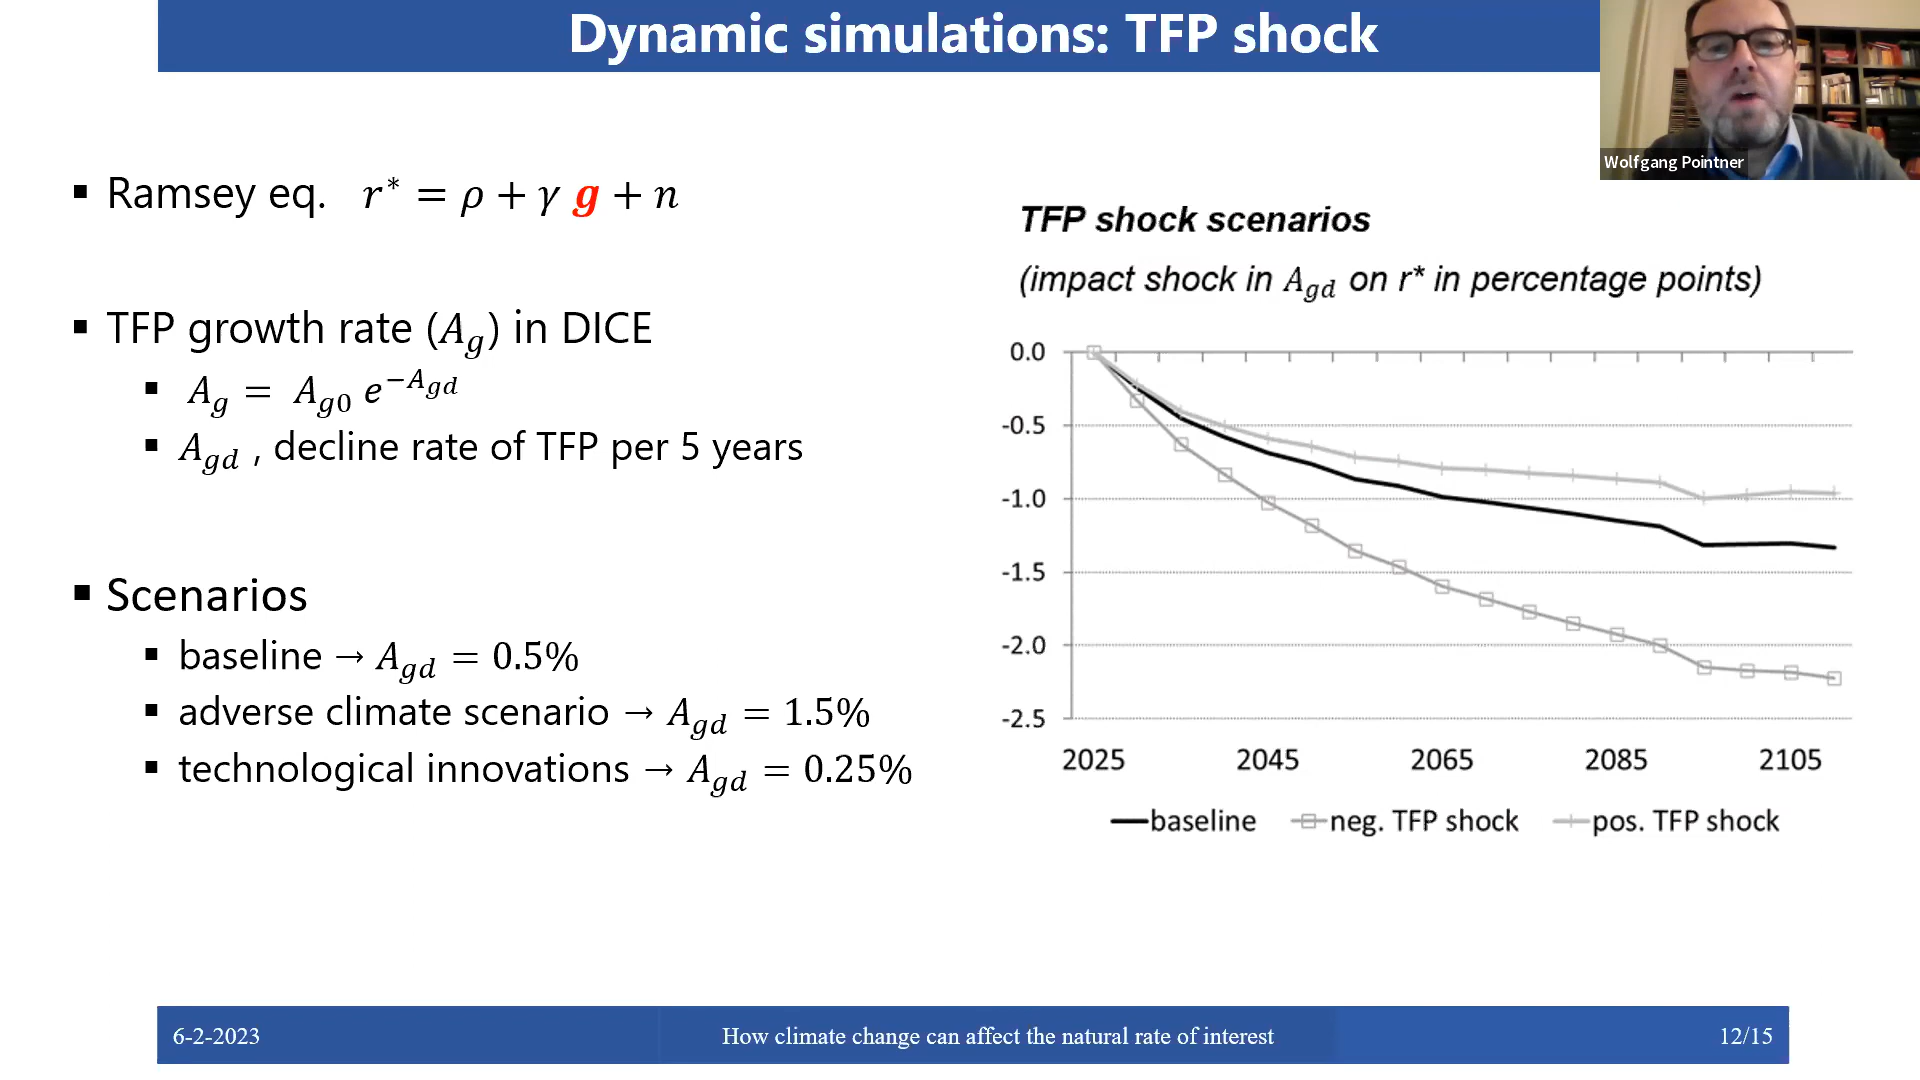 Dynamic simulations: TFP shock
Wolfgang Pointner
▪ Ramsey eq. r* = ρ + γ g + n
▪ TFP growth rate (A_g) in DICE
▪ A_g = A_g0 e^−A_gd
▪ A_gd , decline rate of TFP per 5 years
▪ Scenarios
▪ baseline → A_gd = 0.5%
▪ adverse climate scenario → A_gd = 1.5%
▪ technological innovations → A_gd = 0.25%
TFP shock scenarios
(impact shock in A_gd on r* in percentage points)
0.0
-0.5
-1.0
-1.5
-2.0
-2.5
2025 2045 2065 2085 2105
baseline neg. TFP shock pos. TFP shock
6-2-2023 How climate change can affect the natural rate of interest 12/15